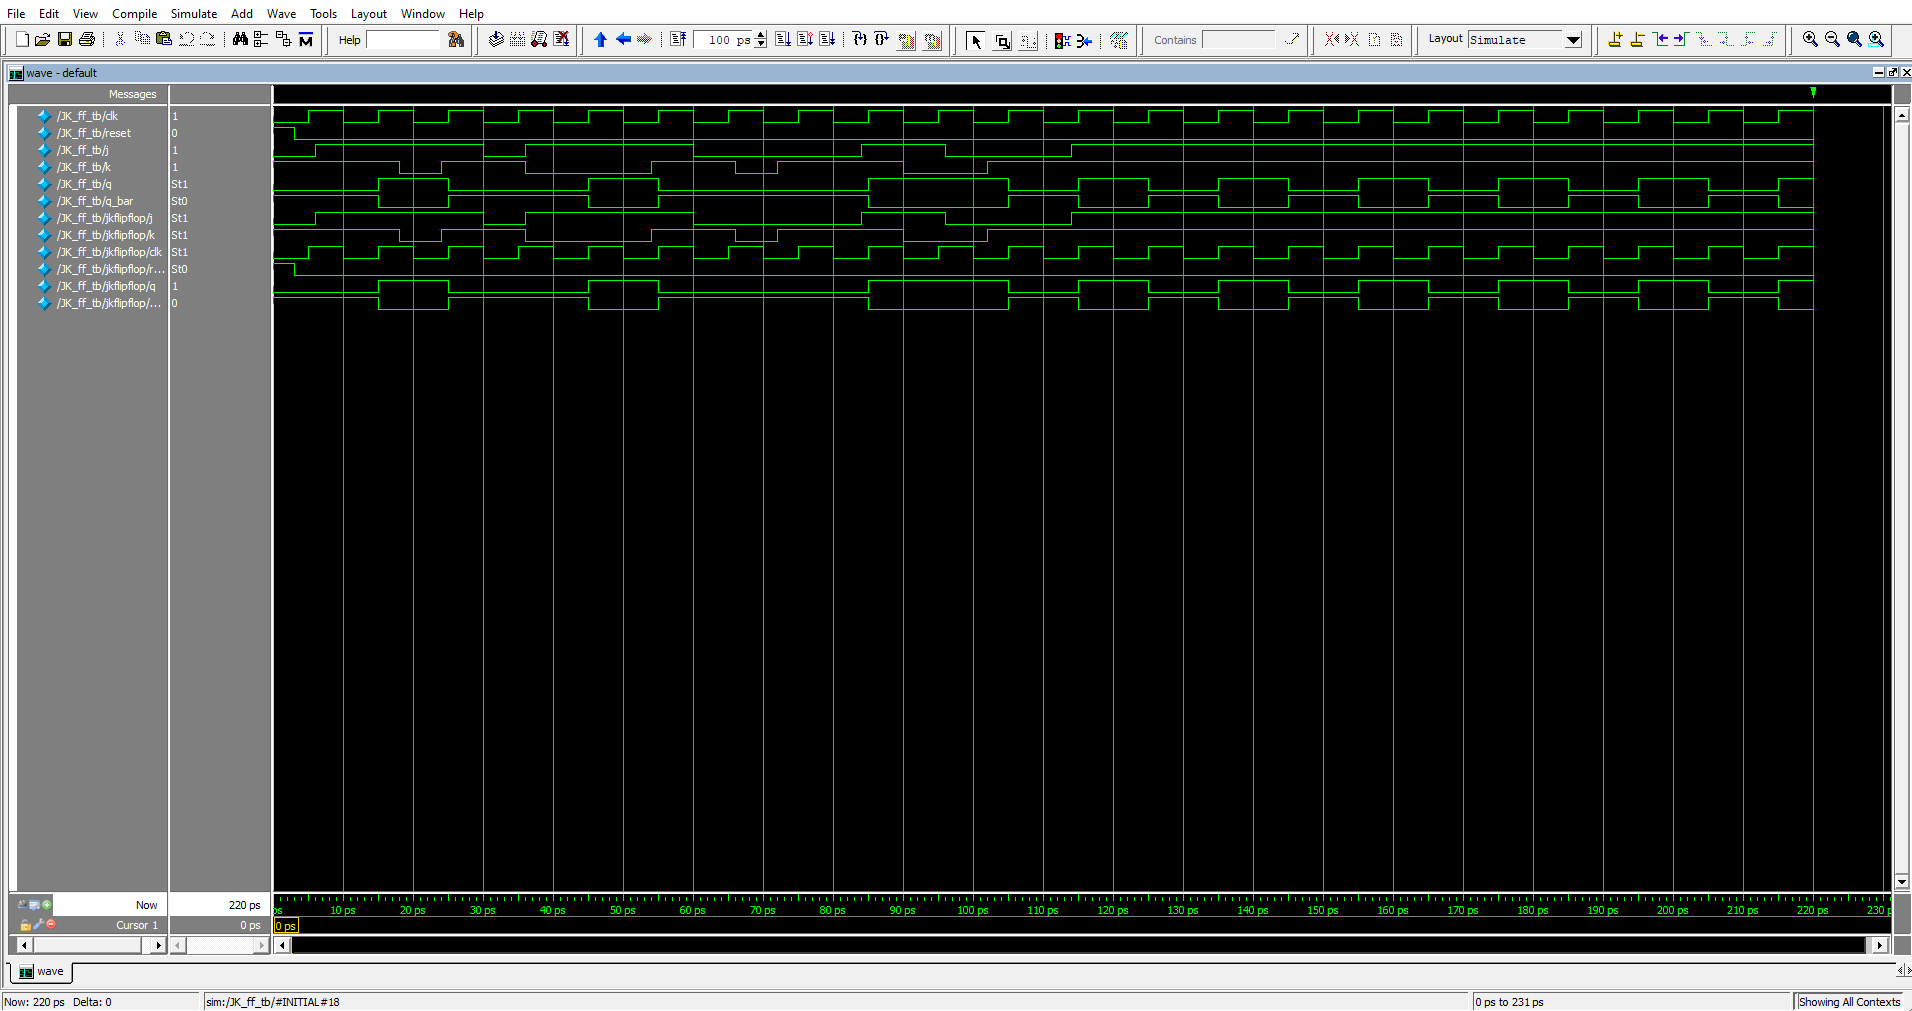 File Edit View Compile Simulate Add Wave Tools Layout Window Help
Help 100 ps Contains Layout Simulate
wave - default
Messages
/JK_ff_tb/clk 1
/JK_ff_tb/reset 0
/JK_ff_tb/j 1
/JK_ff_tb/k 1
/JK_ff_tb/q St1
/JK_ff_tb/q_bar St0
/JK_ff_tb/jkflipflop/j St1
/JK_ff_tb/jkflipflop/k St1
/JK_ff_tb/jkflipflop/clk St1
/JK_ff_tb/jkflipflop/r... St0
/JK_ff_tb/jkflipflop/q 1
/JK_ff_tb/jkflipflop/... 0
Now 220 ps ps 10 ps 20 ps 30 ps 40 ps 50 ps 60 ps 70 ps 80 ps 90 ps 100 ps 110 ps 120 ps 130 ps 140 ps 150 ps 160 ps 170 ps 180 ps 190 ps 200 ps 210 ps 220 ps 230 p
Cursor 1 0 ps 0 ps
wave
Now: 220 ps Delta: 0 sim:/JK_ff_tb/#INITIAL#18 0 ps to 231 ps Showing All Contexts